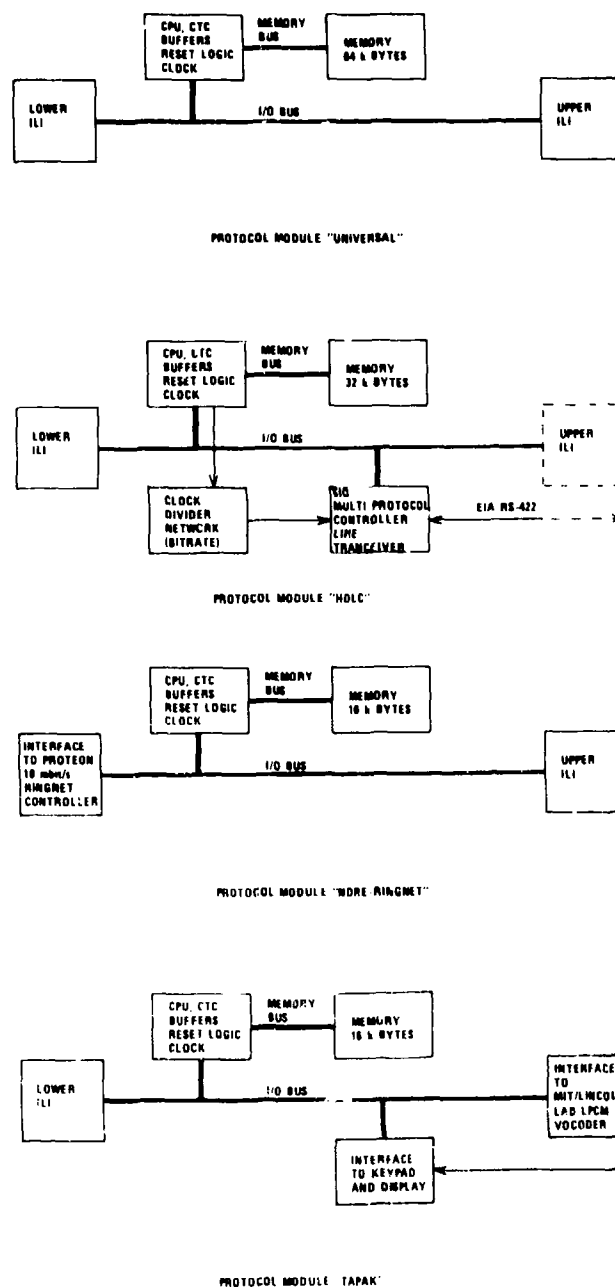 CPU, CTC
BUFFERS
RESET LOGIC
CLOCK
MEMORY
BUS
MEMORY
64 k BYTES
LOWER
ILI
I/O BUS
UPPER
ILI
PROTOCOL MODULE "UNIVERSAL"
CPU, CTC
BUFFERS
RESET LOGIC
CLOCK
MEMORY
BUS
MEMORY
32 k BYTES
LOWER
ILI
I/O BUS
UPPER
ILI
CLOCK
DIVIDER
NETWORK
(BITRATE)
SIO
MULTI PROTOCOL
CONTROLLER
LINE
TRANCEIVER
EIA RS-422
PROTOCOL MODULE "HDLC"
CPU, CTC
BUFFERS
RESET LOGIC
CLOCK
MEMORY
BUS
MEMORY
16 k BYTES
INTERFACE
TO PROTEON
10 mbit/s
RINGNET
CONTROLLER
I/O BUS
UPPER
ILI
PROTOCOL MODULE "NDRE-RINGNET"
CPU, CTC
BUFFERS
RESET LOGIC
CLOCK
MEMORY
BUS
MEMORY
16 k BYTES
LOWER
ILI
I/O BUS
INTERFACE
TO
MIT/LINCOL
LAB LPCM
VOCODER
INTERFACE
TO KEYPAD
AND DISPLAY
PROTOCOL MODULE "TAPAK"